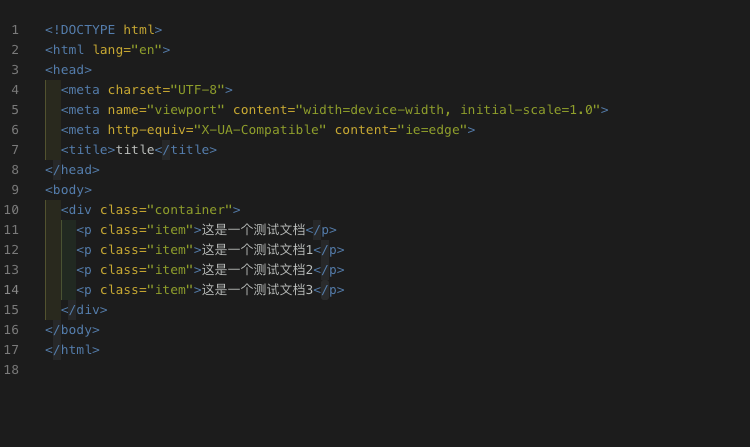 1 <!DOCTYPE html>
2 <html lang="en">
3 <head>
4 <meta charset="UTF-8">
5 <meta name="viewport" content="width=device-width, initial-scale=1.0">
6 <meta http-equiv="X-UA-Compatible" content="ie=edge">
7 <title>title</title>
8 </head>
9 <body>
10 <div class="container">
11 <p class="item">这是一个测试文档</p>
12 <p class="item">这是一个测试文档1</p>
13 <p class="item">这是一个测试文档2</p>
14 <p class="item">这是一个测试文档3</p>
15 </div>
16 </body>
17 </html>
18